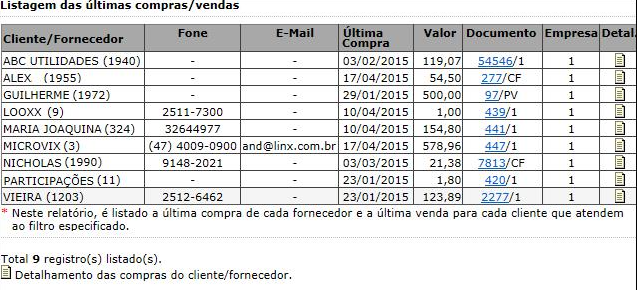 Listagem das últimas compras/vendas
Cliente/Fornecedor Fone E-Mail Última Compra Valor Documento Empresa Detal.
ABC UTILIDADES (1940) - - 03/02/2015 119,07 54546/1 1
ALEX (1955) - - 17/04/2015 54,50 277/CF 1
GUILHERME (1972) - - 29/01/2015 500,00 97/PV 1
LOOXX (9) 2511-7300 - 10/04/2015 1,00 439/1 1
MARIA JOAQUINA (324) 32644977 - 10/04/2015 154,80 441/1 1
MICROVIX (3) (47) 4009-0900 and@linx.com.br 17/04/2015 578,96 447/1 1
NICHOLAS (1990) 9148-2021 - 03/03/2015 21,38 7813/CF 1
PARTICIPAÇÕES (11) - - 23/01/2015 1,80 420/1 1
VIEIRA (1203) 2512-6462 - 23/01/2015 123,89 2277/1 1
* Neste relatório, é listado a última compra de cada fornecedor e a última venda para cada cliente que atendem
ao filtro especificado.
Total 9 registro(s) listado(s).
Detalhamento das compras do cliente/fornecedor.